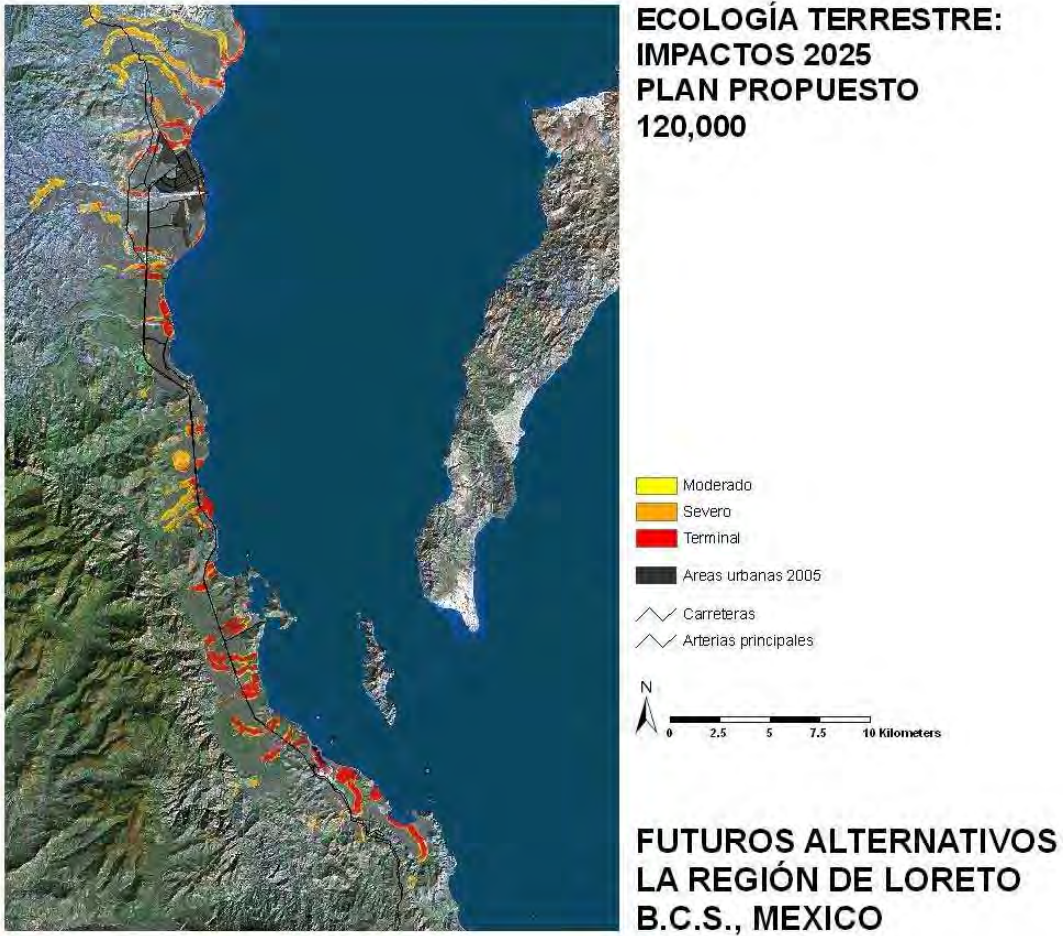 ECOLOGÍA TERRESTRE:
IMPACTOS 2025
PLAN PROPUESTO
120,000
Moderado
Severo
Terminal
Areas urbanas 2005
Carreteras
Arterias principales
N
0 2.5 5 7.5 10 Kilometers
FUTUROS ALTERNATIVOS
LA REGIÓN DE LORETO
B.C.S., MEXICO